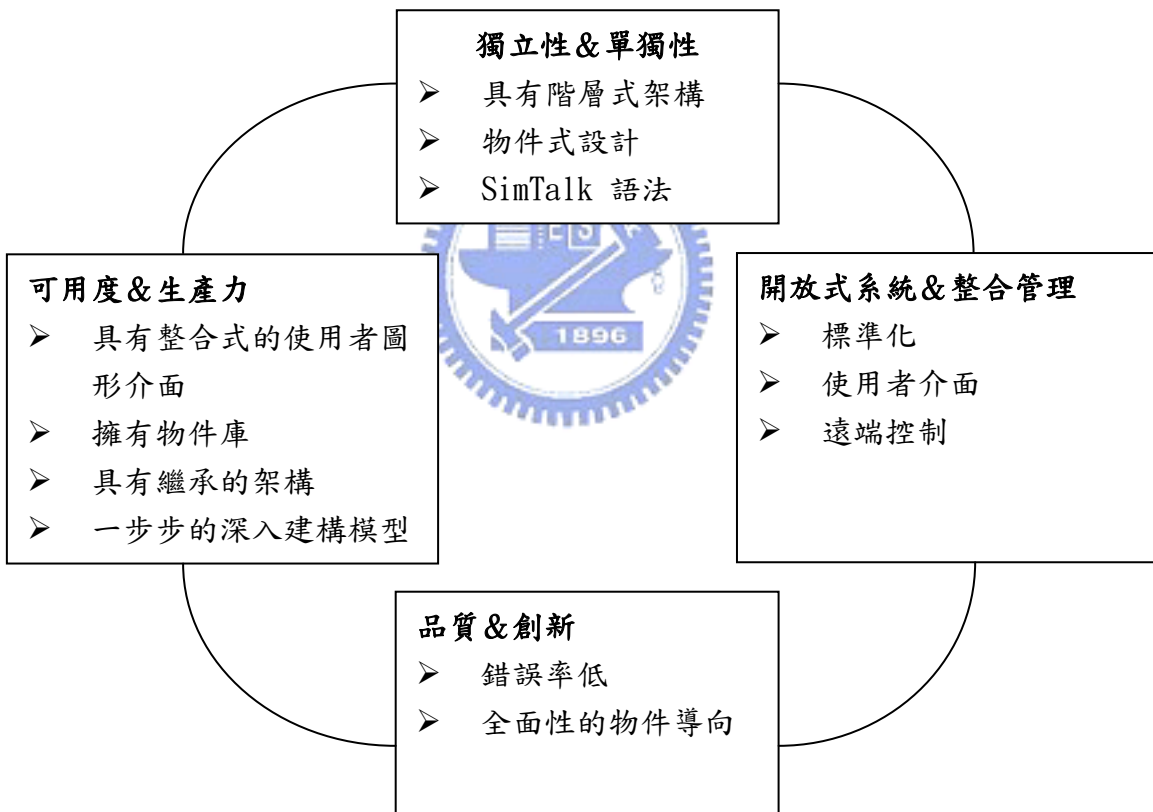 獨立性&單獨性
➢ 具有階層式架構
➢ 物件式設計
➢ SimTalk 語法
可用度&生產力
➢ 具有整合式的使用者圖
形介面
➢ 擁有物件庫
➢ 具有繼承的架構
➢ 一步步的深入建構模型
開放式系統&整合管理
➢ 標準化
➢ 使用者介面
➢ 遠端控制
1896
品質&創新
➢ 錯誤率低
➢ 全面性的物件導向